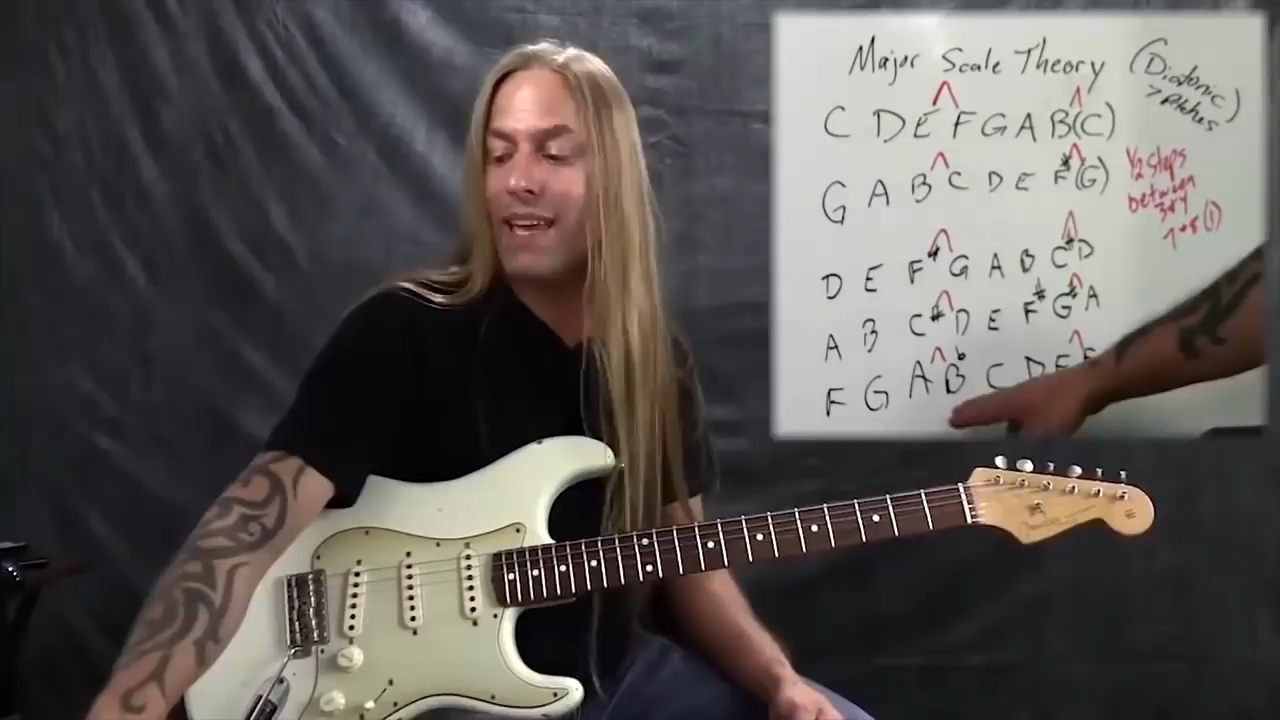 Major Scale Theory (Diatonic)
7 Pitches
C D E F G A B (C)
G A B C D E F# (G)
1/2 steps
between
3+4
7+8 (1)
D E F# G A B C# D
A B C# D E F# G# A
F G A Bb C D E F